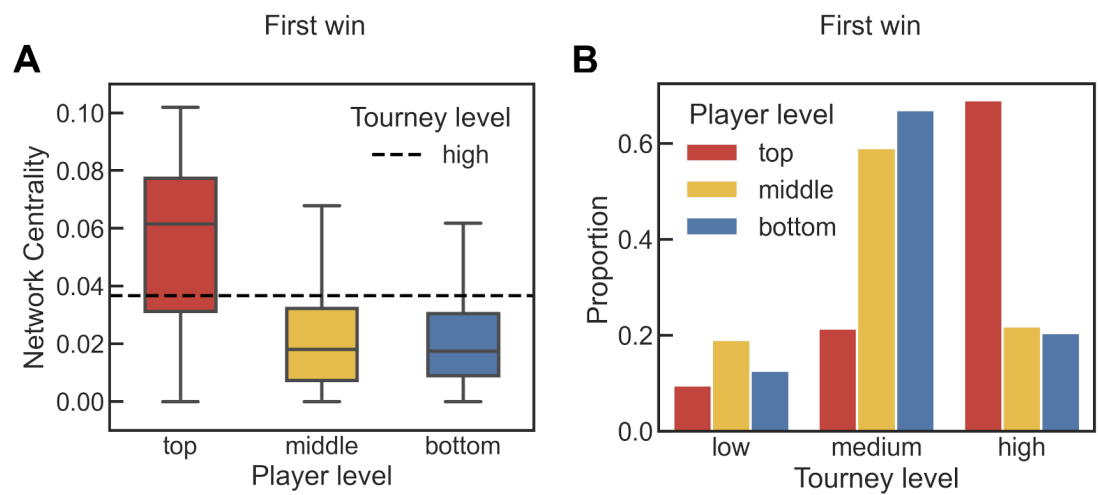 First win
A
Network Centrality
0.10
0.08
0.06
0.04
0.02
0.00
Tourney level
high
top
middle
bottom
Player level
First win
B
Proportion
0.6
0.4
0.2
0.0
Player level
top
middle
bottom
low
medium
high
Tourney level